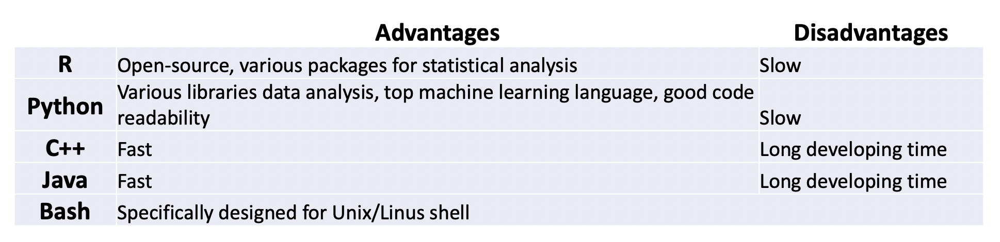 Advantages Disadvantages
R Open-source, various packages for statistical analysis Slow
Various libraries data analysis, top machine learning language, good code
Python readability Slow
C++ Fast Long developing time
Java Fast Long developing time
Bash Specifically designed for Unix/Linus shell